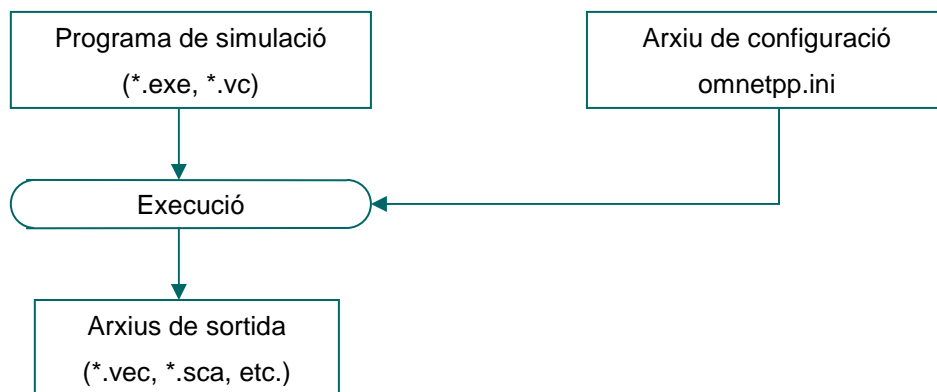 Programa de simulació
(*.exe, *.vc)
Arxiu de configuració
omnetpp.ini
Execució
Arxius de sortida
(*.vec, *.sca, etc.)